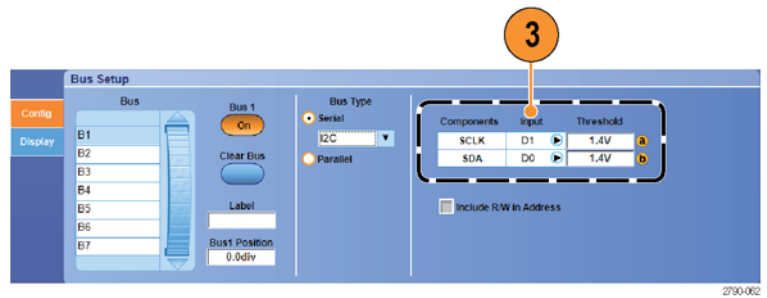 3
Bus Setup
Config
Display
Bus
B1
B2
B3
B4
B5
B6
B7
Bus 1
On
Clear Bus
Label
Bus1 Position
0.0div
Bus Type
Serial
I2C
Parallel
Components Input Threshold
SCLK D1 1.4V a
SDA D0 1.4V b
Include R/W in Address
2790-062